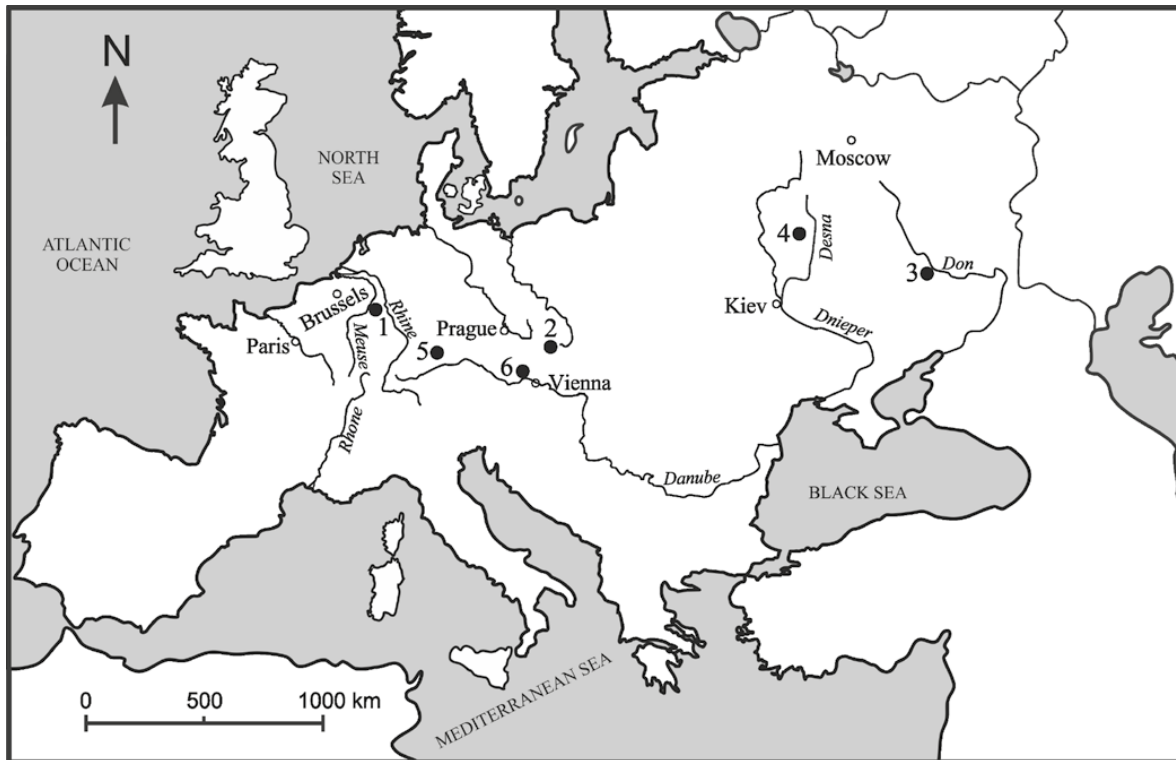 N
NORTH
SEA
Moscow
ATLANTIC
OCEAN
4
Desna
3
Don
Brussels
1
Rhine
Kiev
Dnieper
Paris
Meuse
Prague
2
5
6
Vienna
Rhone
Danube
BLACK SEA
MEDITERRANEAN SEA
0
500
1000 km